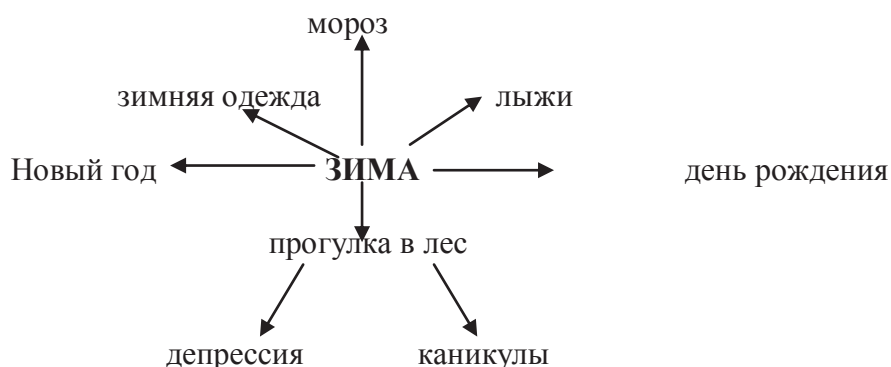 мороз
зимняя одежда
лыжи
Новый год
ЗИМА
день рождения
прогулка в лес
депрессия
каникулы